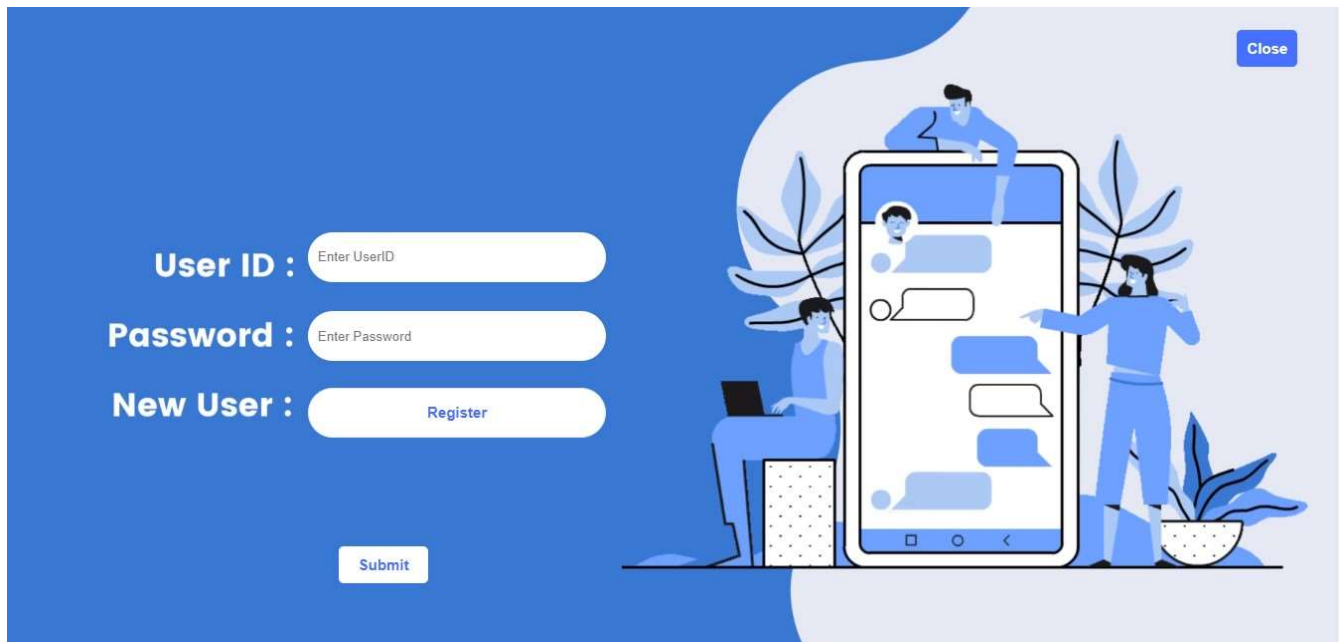 Close
User ID :
Enter UserID
Password :
Enter Password
New User :
Register
Submit